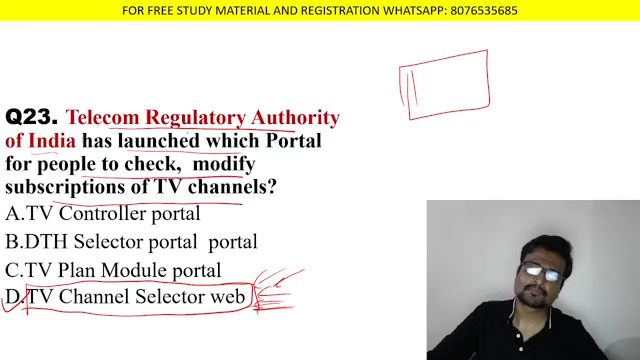 FOR FREE STUDY MATERIAL AND REGISTRATION WHATSAPP: 8076535685
Q23. Telecom Regulatory Authority
of India has launched which Portal
for people to check, modify
subscriptions of TV channels?
A.TV Controller portal
B.DTH Selector portal portal
C.TV Plan Module portal
D.TV Channel Selector web